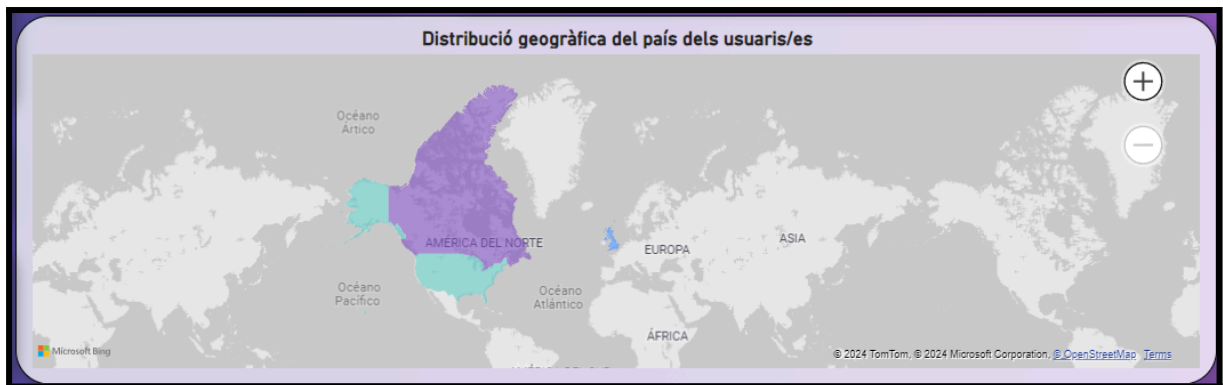 Distribució geogràfica del país dels usuaris/es
Océano
Ártico
AMÉRICA DEL NORTE
EUROPA
ASIA
Océano
Pacífico
Océano
Atlántico
ÁFRICA
Microsoft Bing
© 2024 TomTom, © 2024 Microsoft Corporation, © OpenStreetMap Terms